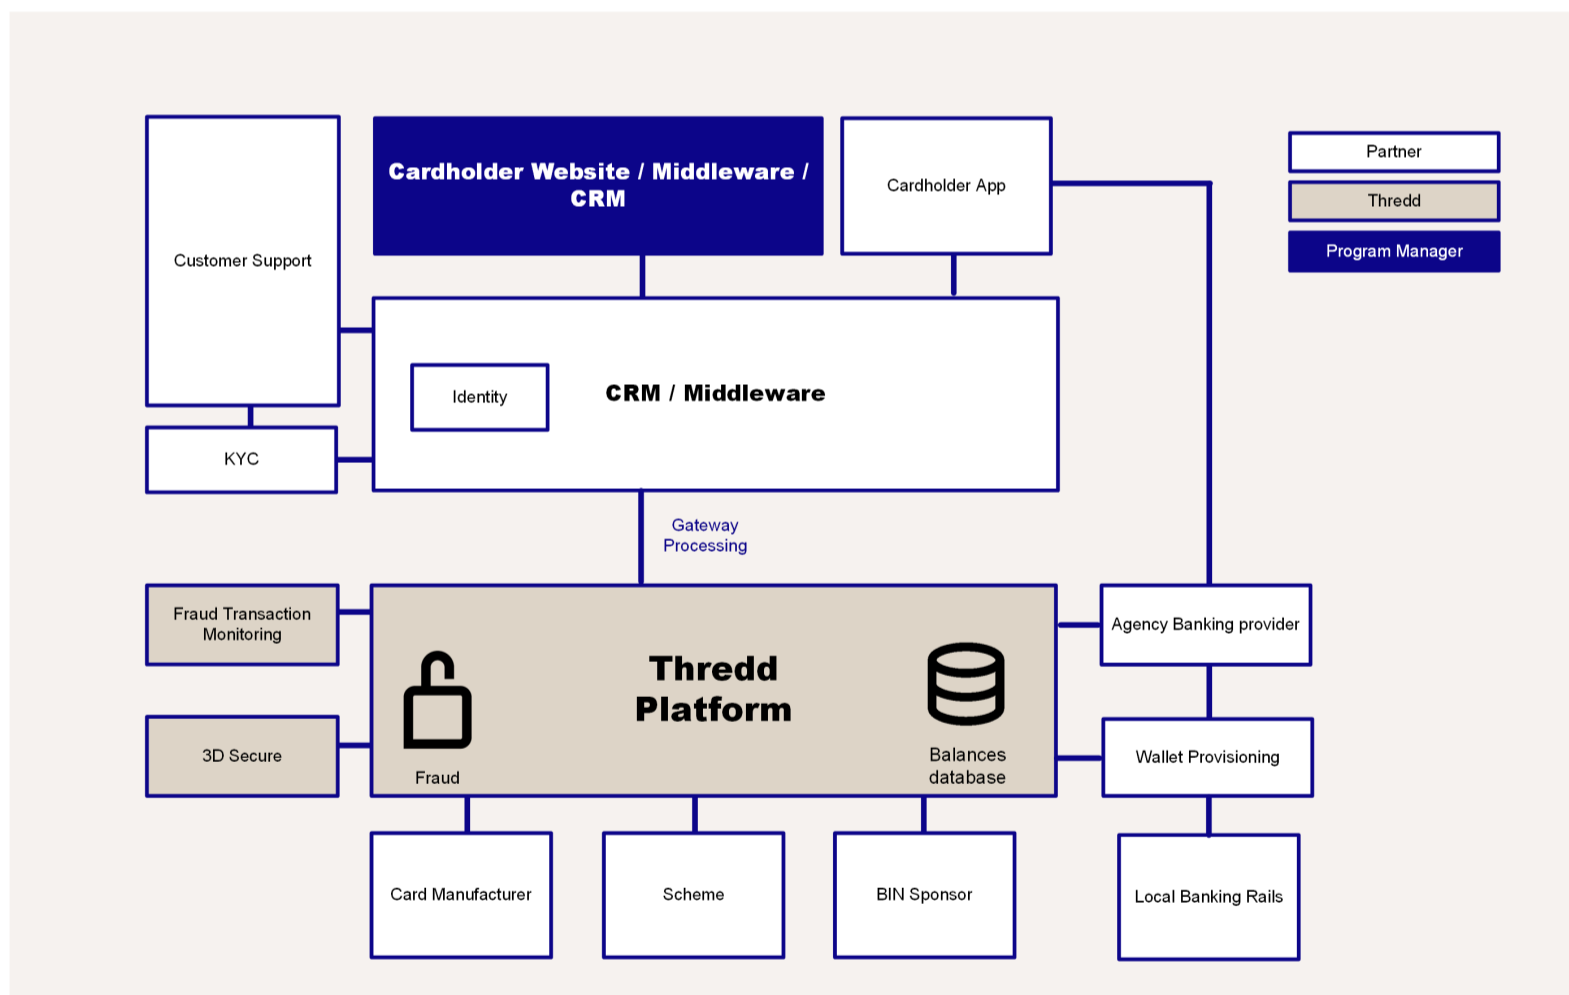 Cardholder Website / Middleware /
CRM
Cardholder App
Partner
Thredd
Program Manager
Customer Support
Identity
CRM / Middleware
KYC
Gateway
Processing
Fraud Transaction
Monitoring
Thredd
Platform
Agency Banking provider
3D Secure
Fraud
Balances
database
Wallet Provisioning
Card Manufacturer
Scheme
BIN Sponsor
Local Banking Rails